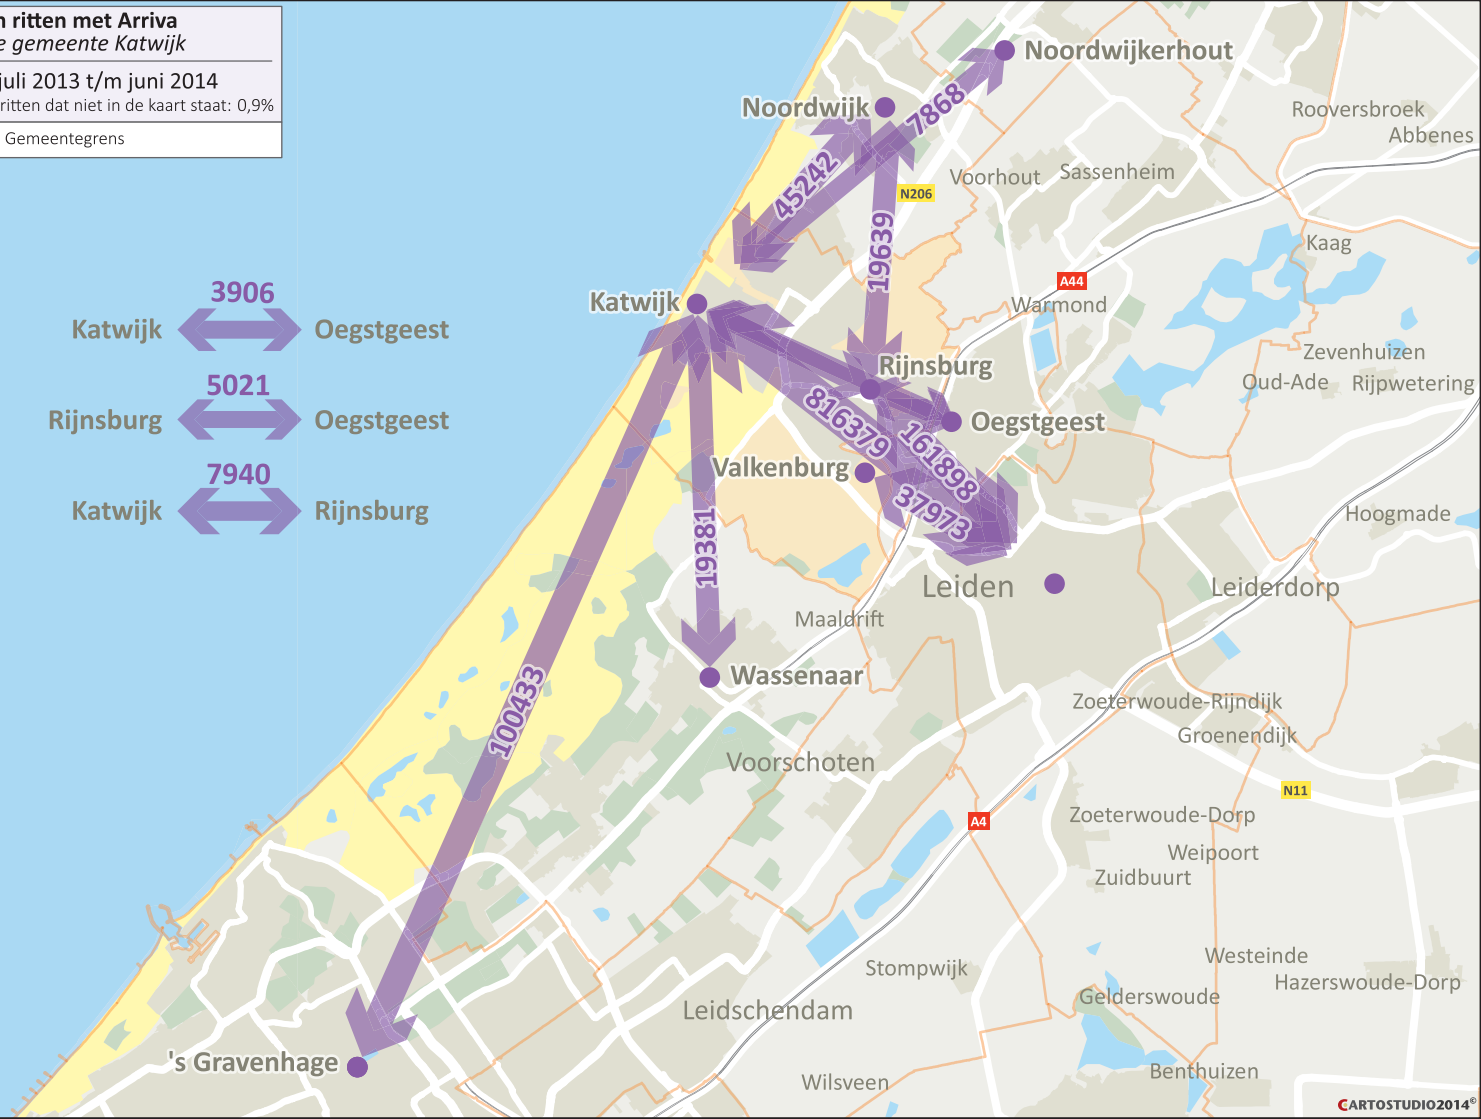 n ritten met Arriva
e gemeente Katwijk
juli 2013 t/m juni 2014
ritten dat niet in de kaart staat: 0,9%
Gemeentegrens
Noordwijkerhout
Noordwijk
7868
Rooversbroek
Abbenes
45242
Voorhout
Sassenheim
N206
19639
Kaag
A44
3906
Katwijk
Oegstgeest
Katwijk
Warmond
Zevenhuizen
Rijnsburg
Oud-Ade
Rijpwetering
5021
Rijnsburg
Oegstgeest
816379
Oegstgeest
161898
Valkenburg
37973
7940
Katwijk
Rijnsburg
19381
Hoogmade
Leiden
Leiderdorp
Maaldrift
Wassenaar
100433
Zoeterwoude-Rijndijk
Groenendijk
Voorschoten
N11
A4
Zoeterwoude-Dorp
Weipoort
Zuidbuurt
Stompwijk
Westeinde
Hazerswoude-Dorp
Gelderswoude
Leidschendam
's Gravenhage
Wilsveen
Benthuizen
CARTOSTUDIO2014©